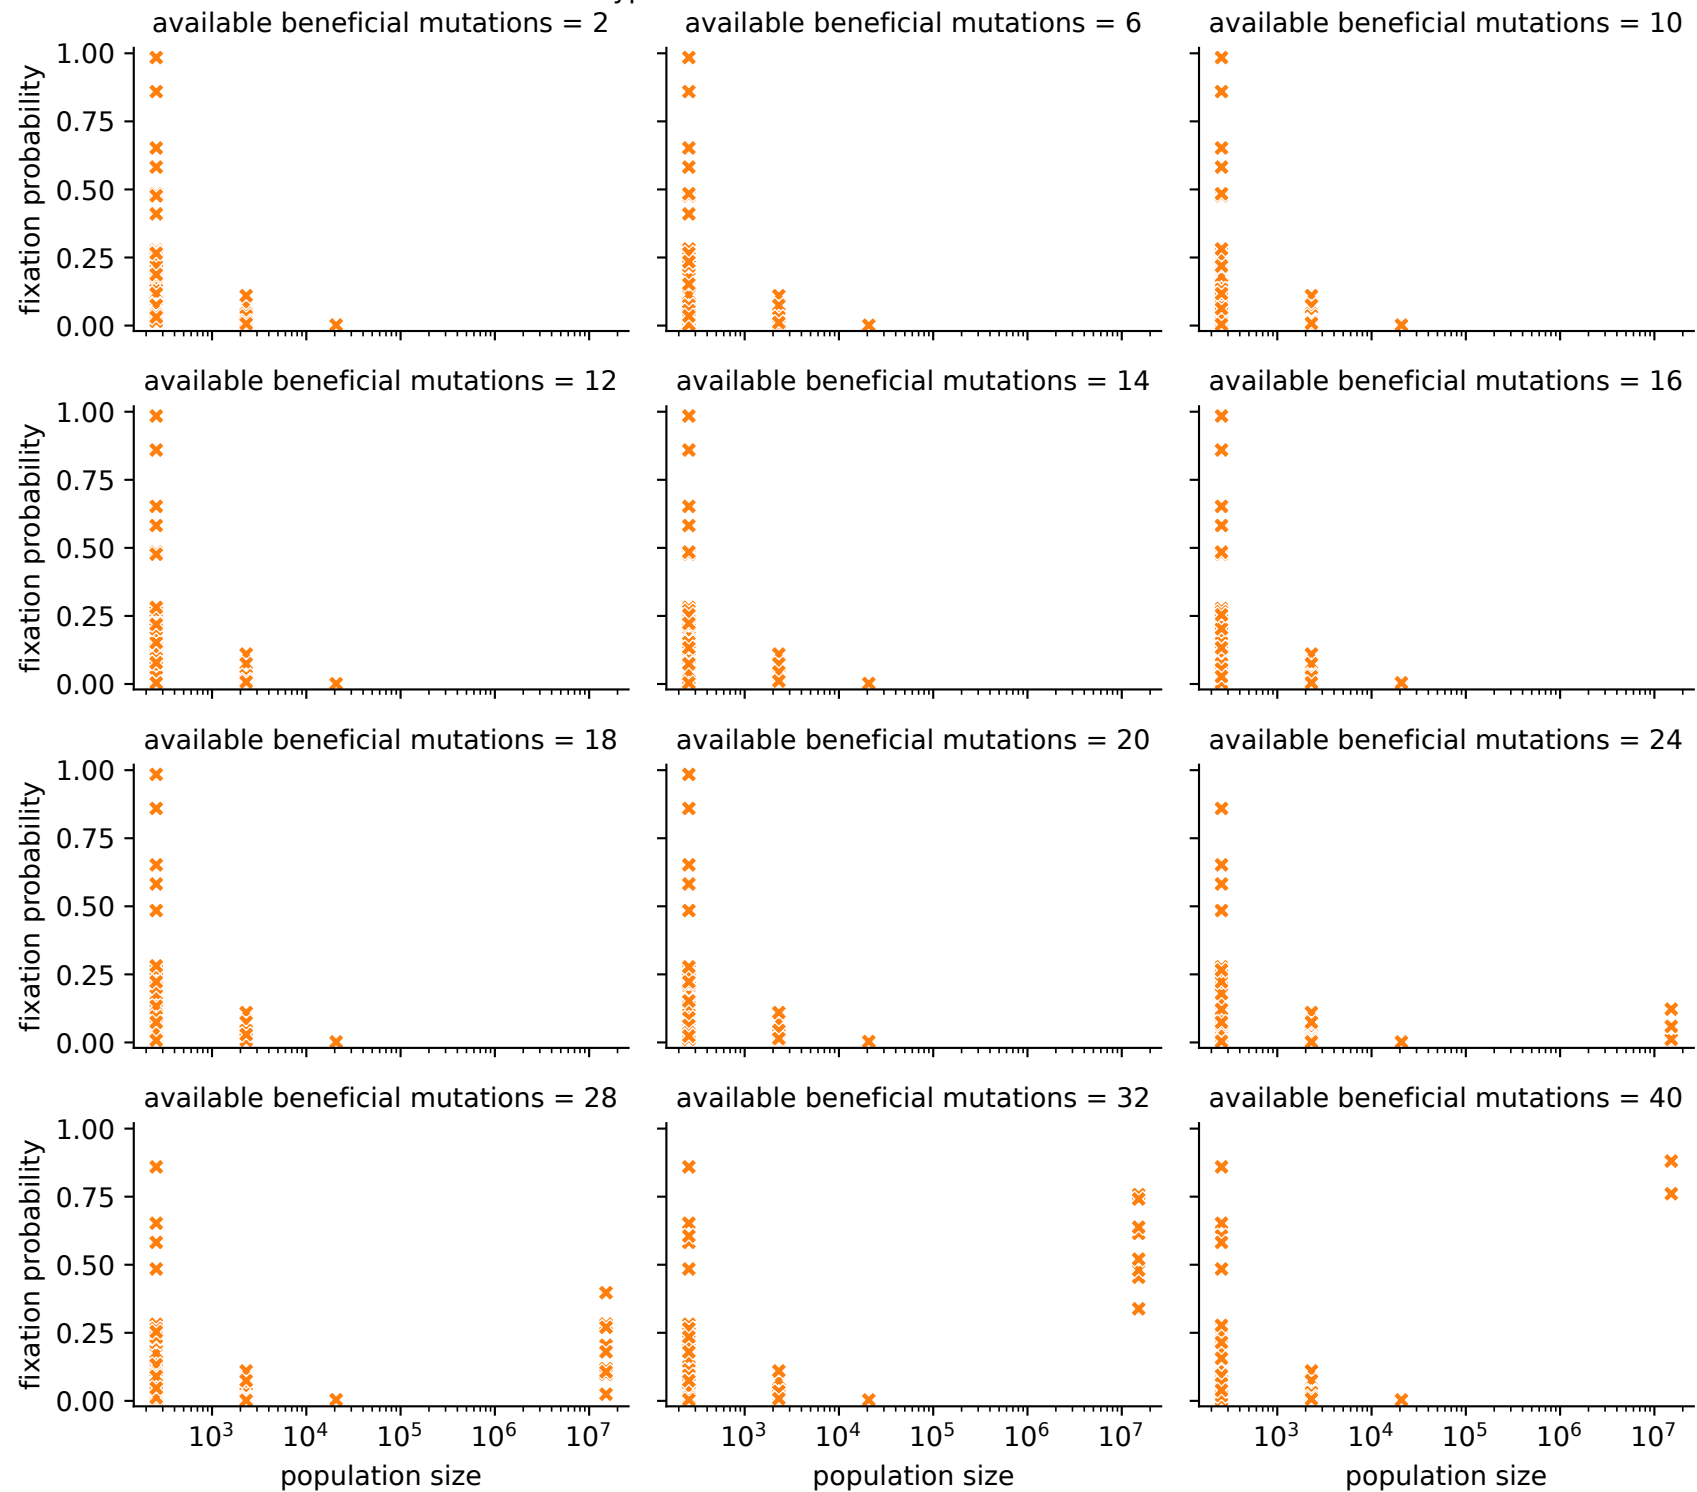 available beneficial mutations = 2
available beneficial mutations = 6
available beneficial mutations = 10
fixation probability
1.00
0.75
0.50
0.25
0.00
available beneficial mutations = 12
available beneficial mutations = 14
available beneficial mutations = 16
fixation probability
1.00
0.75
0.50
0.25
0.00
available beneficial mutations = 18
available beneficial mutations = 20
available beneficial mutations = 24
fixation probability
1.00
0.75
0.50
0.25
0.00
available beneficial mutations = 28
available beneficial mutations = 32
available beneficial mutations = 40
fixation probability
1.00
0.75
0.50
0.25
0.00
10³ 10⁴ 10⁵ 10⁶ 10⁷
10³ 10⁴ 10⁵ 10⁶ 10⁷
10³ 10⁴ 10⁵ 10⁶ 10⁷
population size
population size
population size